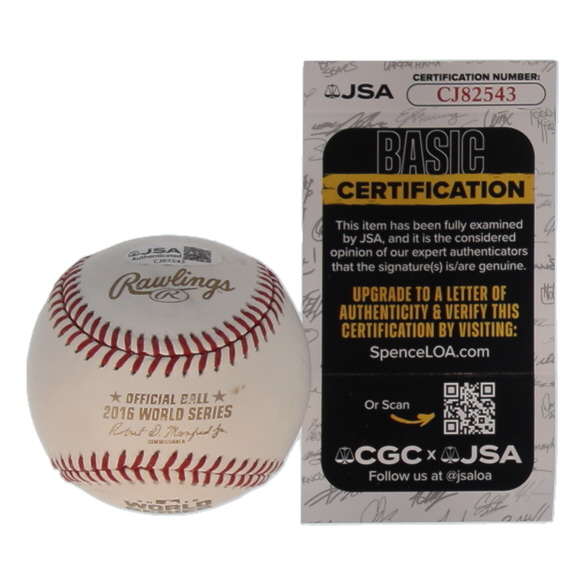 JSA
Authenticated
CJ82543
Rawlings
R
OFFICIAL BALL
2016 WORLD SERIES
Robert D. Manfred Jr.
COMMISSIONER
WORLD
JSA
CERTIFICATION NUMBER:
CJ82543
BASIC
CERTIFICATION
This item has been fully examined
by JSA, and it is the considered
opinion of our expert authenticators
that the signature(s) is/are genuine.
UPGRADE TO A LETTER OF
AUTHENTICITY & VERIFY THIS
CERTIFICATION BY VISITING:
SpenceLOA.com
Or Scan
CGC x JSA
Follow us at @jsaloa